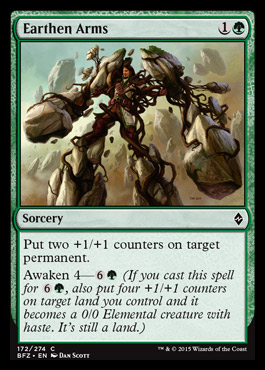 Earthen Arms 1
Sorcery
Put two +1/+1 counters on target
permanent.
Awaken 4—6 (If you cast this spell
for 6 , also put four +1/+1 counters
on target land you control and it
becomes a 0/0 Elemental creature with
haste. It's still a land.)
172/274 C
BFZ • EN DAN SCOTT
™ & © 2015 Wizards of the Coast